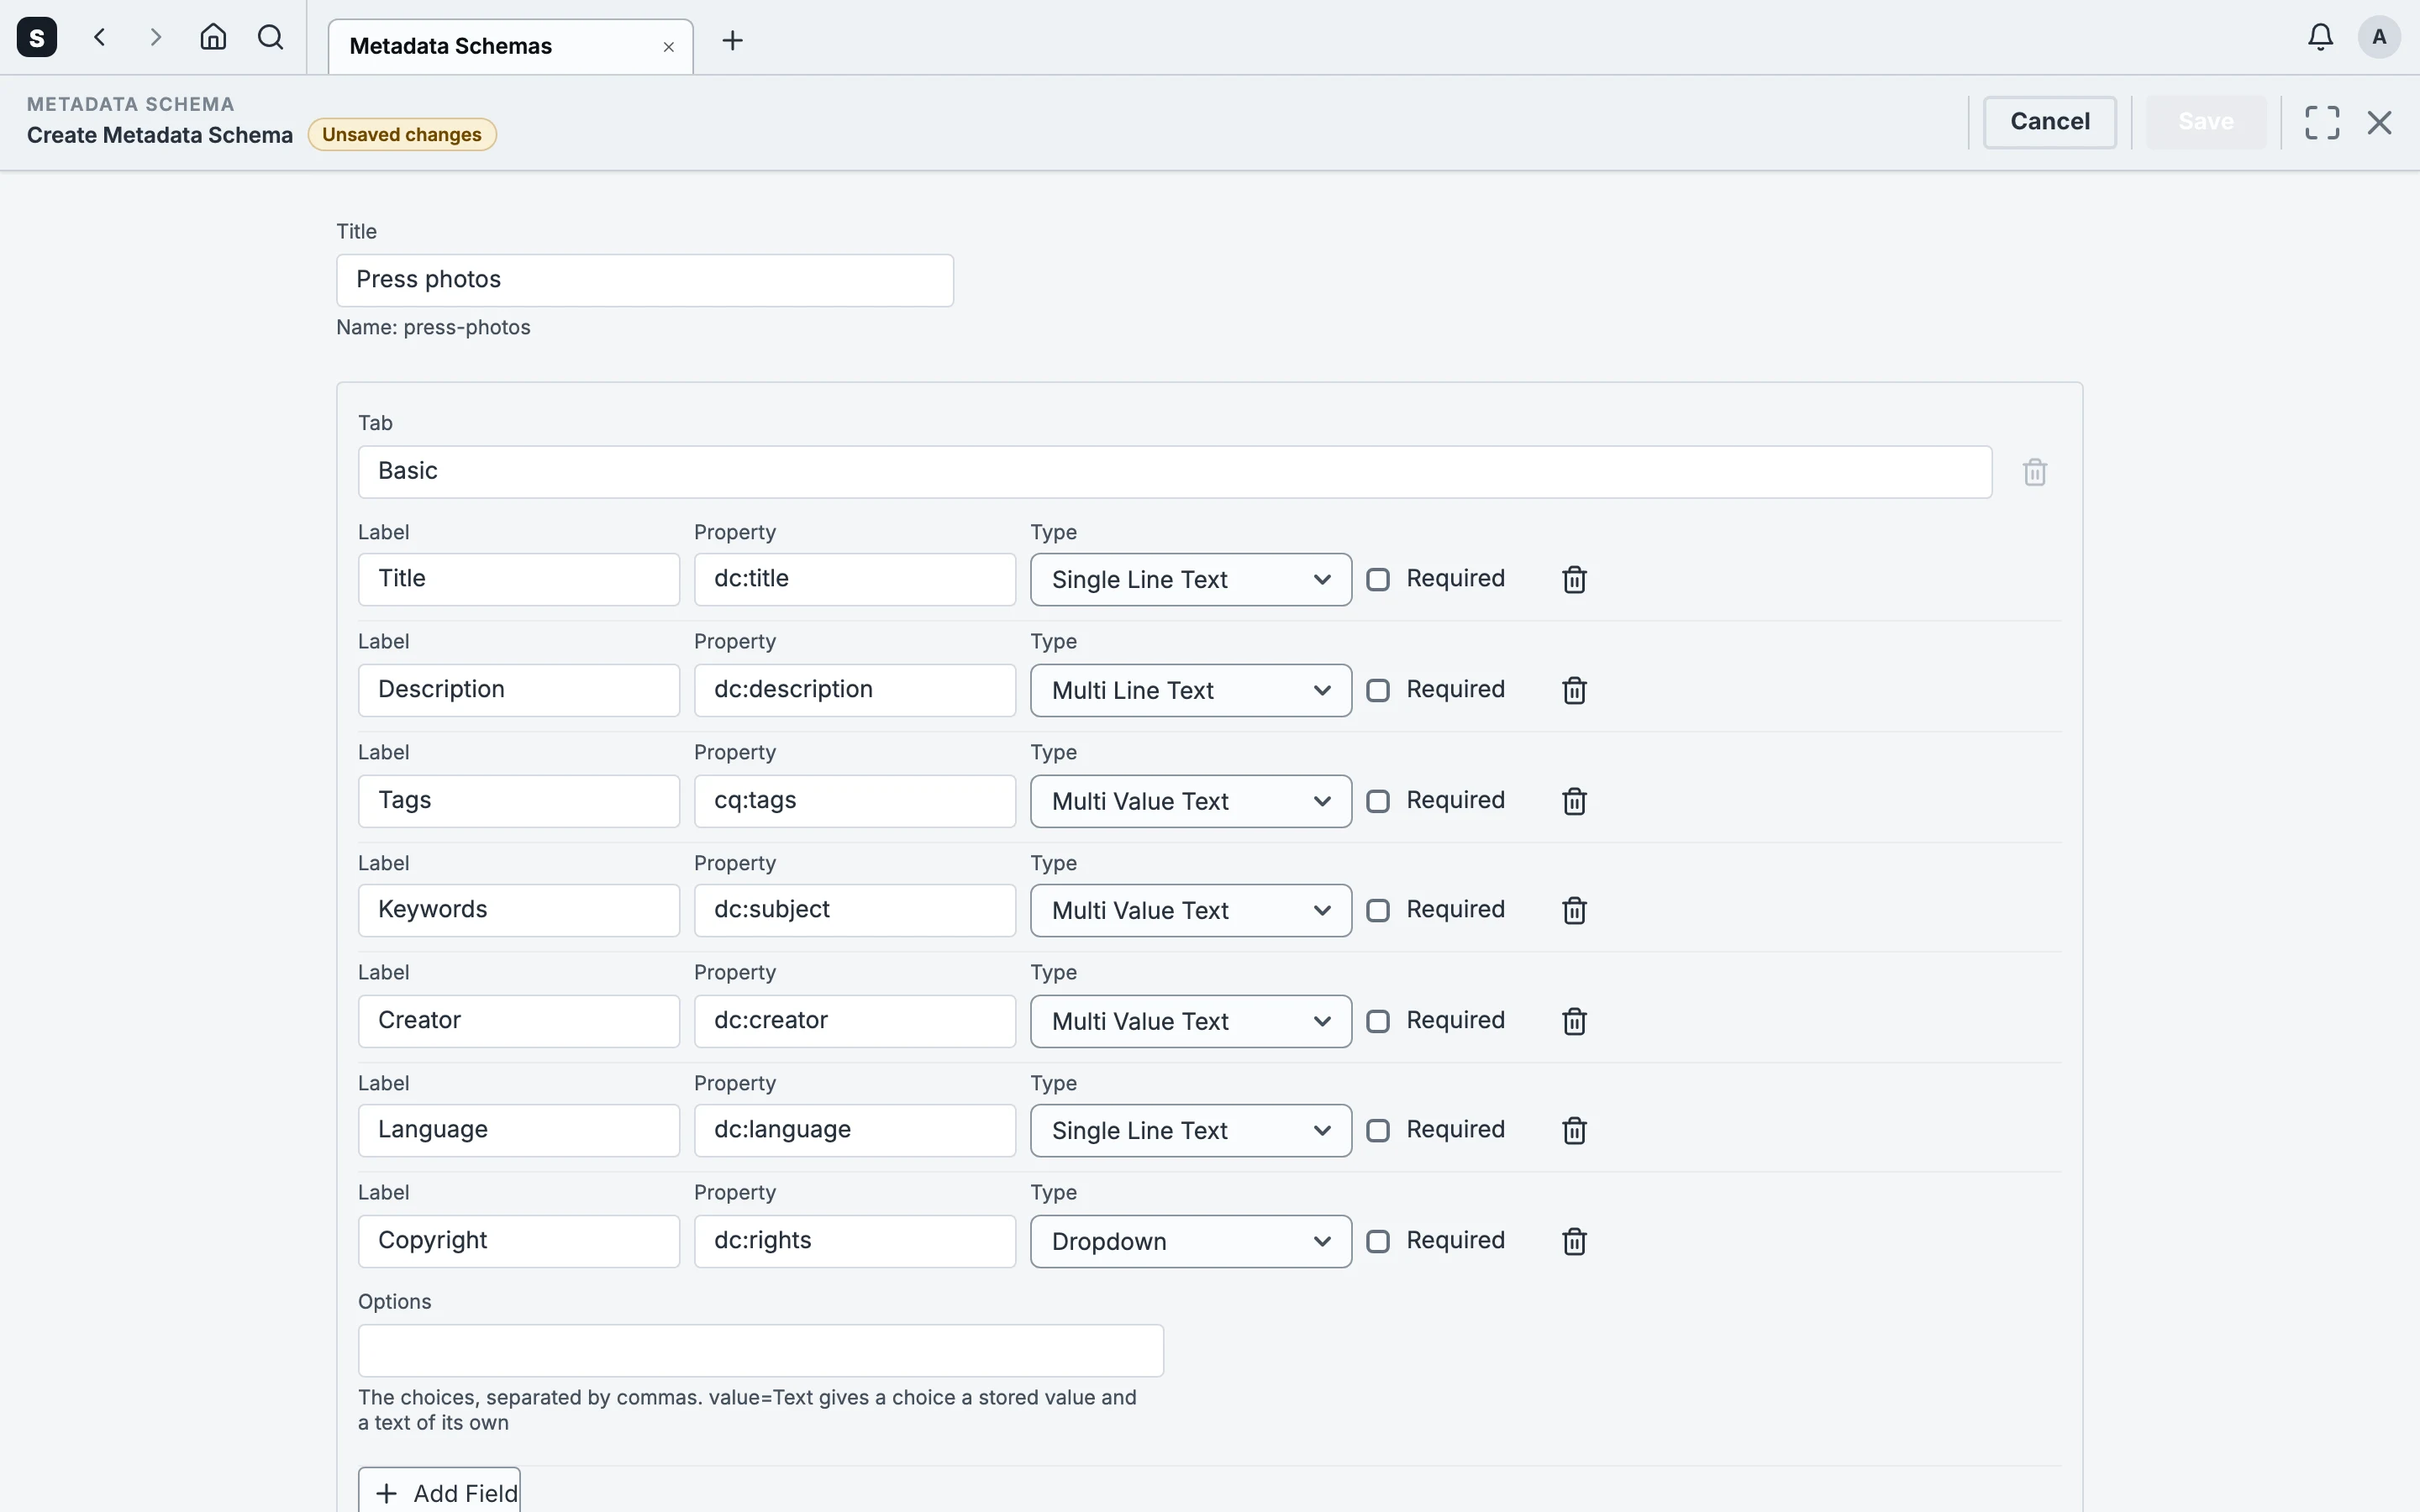 S
Metadata Schemas
A
METADATA SCHEMA
Create Metadata Schema Unsaved changes
Cancel
Save
Title
Press photos
Name: press-photos
Tab
Basic
Label Property Type
Title dc:title Single Line Text Required
Label Property Type
Description dc:description Multi Line Text Required
Label Property Type
Tags cq:tags Multi Value Text Required
Label Property Type
Keywords dc:subject Multi Value Text Required
Label Property Type
Creator dc:creator Multi Value Text Required
Label Property Type
Language dc:language Single Line Text Required
Label Property Type
Copyright dc:rights Dropdown Required
Options
The choices, separated by commas. value=Text gives a choice a stored value and
a text of its own
Add Field